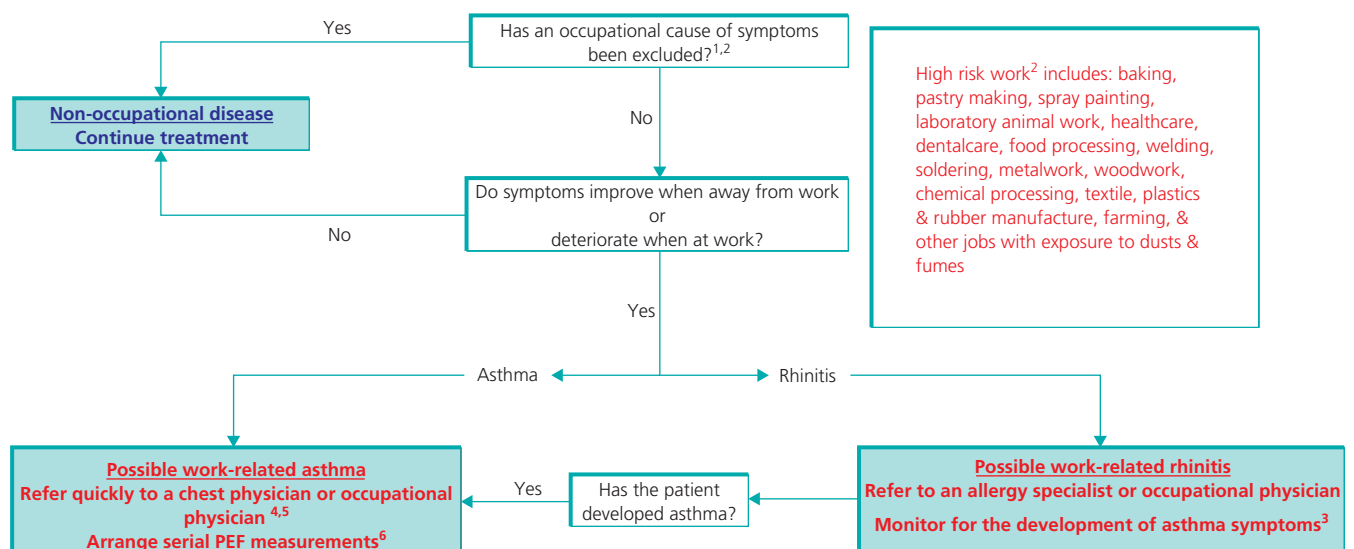 Yes
Has an occupational cause of symptoms
been excluded?1,2
High risk work2 includes: baking,
pastry making, spray painting,
laboratory animal work, healthcare,
dentalcare, food processing, welding,
soldering, metalwork, woodwork,
chemical processing, textile, plastics
& rubber manufacture, farming, &
other jobs with exposure to dusts &
fumes
Non-occupational disease
Continue treatment
No
Do symptoms improve when away from work
or
deteriorate when at work?
No
Yes
Asthma
Rhinitis
Possible work-related asthma
Refer quickly to a chest physician or occupational
physician 4,5
Arrange serial PEF measurements6
Yes
Has the patient
developed asthma?
Possible work-related rhinitis
Refer to an allergy specialist or occupational physician
Monitor for the development of asthma symptoms3